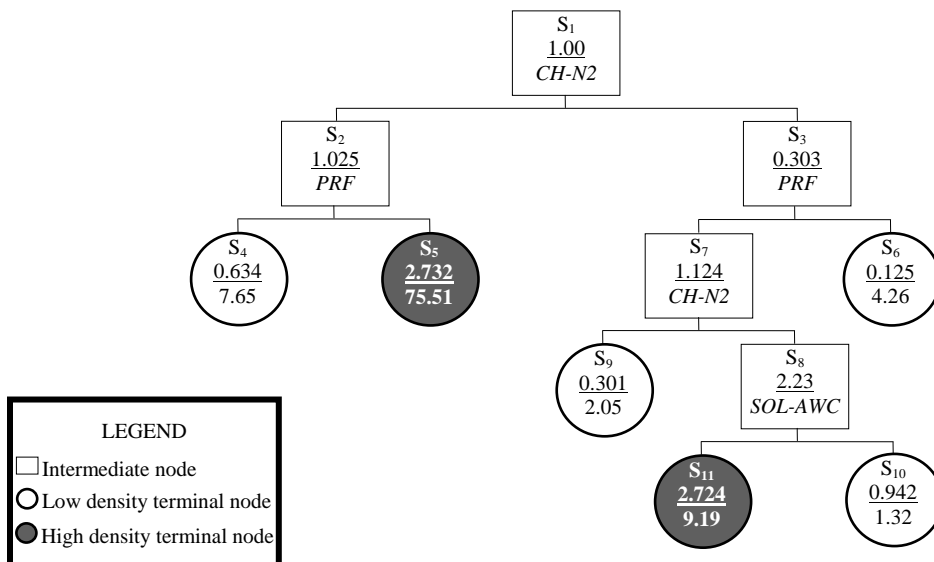 S₁
1.00
CH-N2
S₂
1.025
PRF
S₃
0.303
PRF
S₄
0.634
7.65
S₅
2.732
75.51
S₇
1.124
CH-N2
S₆
0.125
4.26
S₉
0.301
2.05
S₈
2.23
SOL-AWC
S₁₁
2.724
9.19
S₁₀
0.942
1.32
LEGEND
Intermediate node
Low density terminal node
High density terminal node